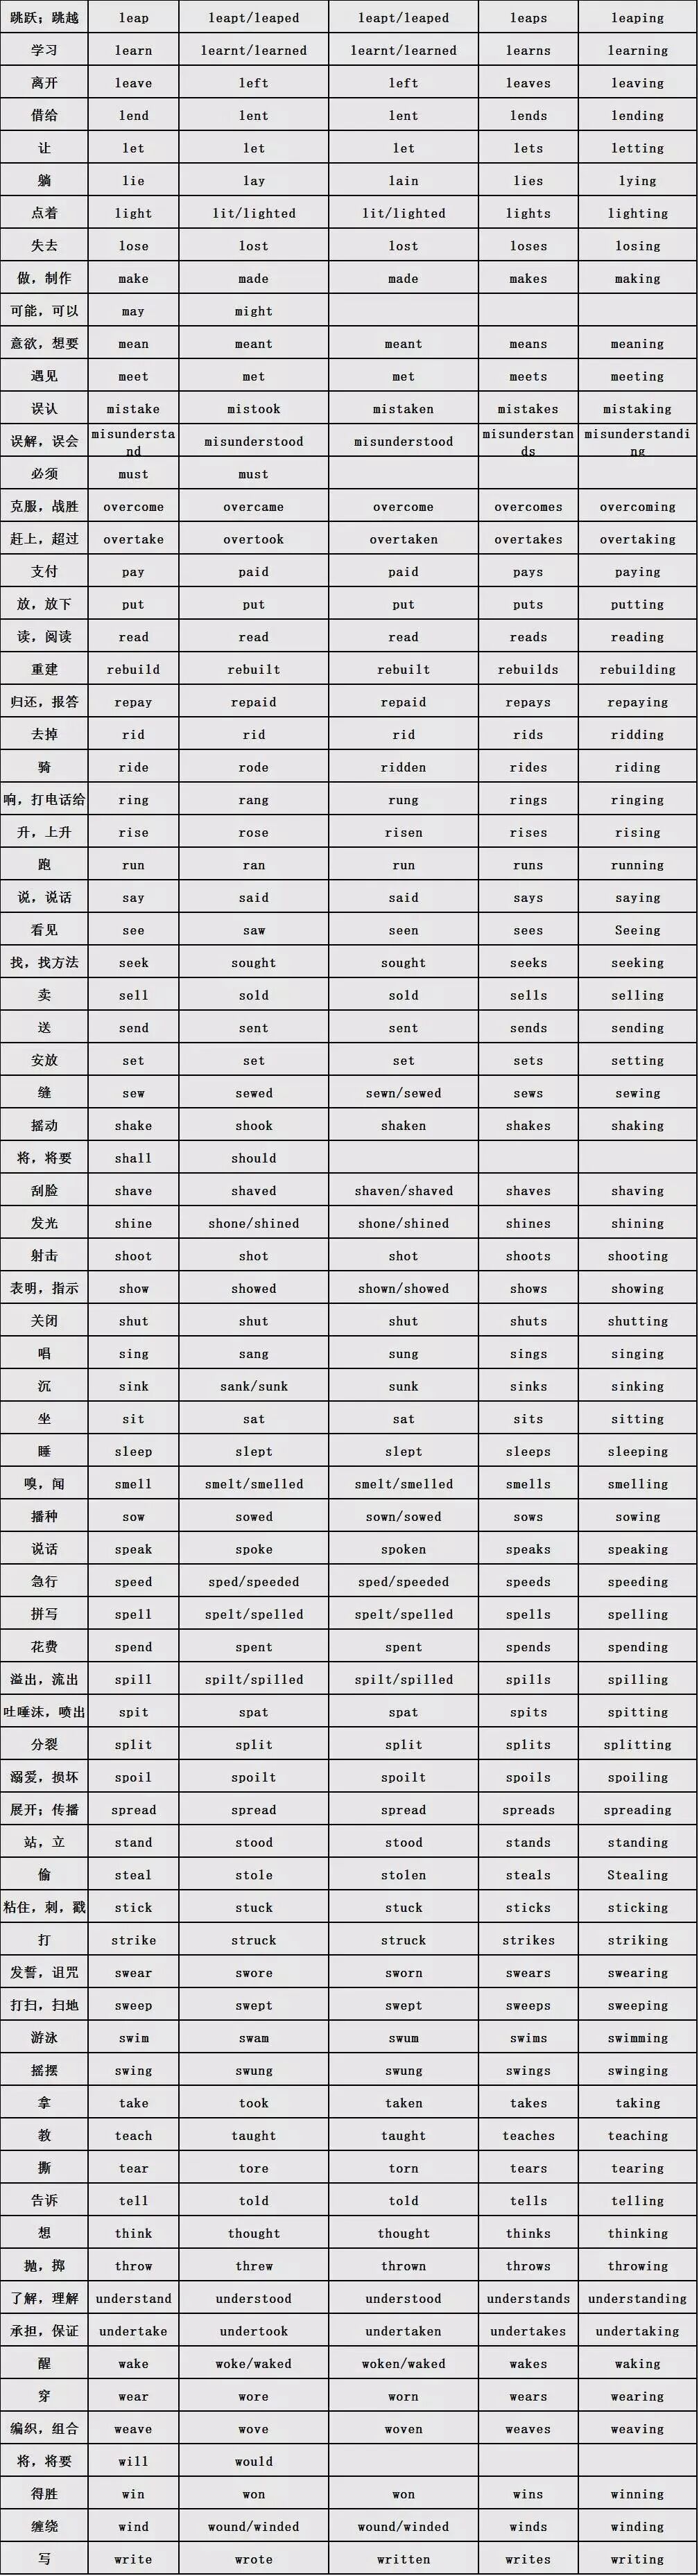 跳跃；跳越 leap leapt/leaped leapt/leaped leaps leaping
学习 learn learnt/learned learnt/learned learns learning
离开 leave left left leaves leaving
借给 lend lent lent lends lending
让 let let let lets letting
躺 lie lay lain lies lying
点着 light lit/lighted lit/lighted lights lighting
失去 lose lost lost loses losing
做，制作 make made made makes making
可能，可以 may might
意欲，想要 mean meant meant means meaning
遇见 meet met met meets meeting
误认 mistake mistook mistaken mistakes mistaking
误解，误会 misunderstand misunderstood misunderstood misunderstands misunderstanding
必须 must must
克服，战胜 overcome overcame overcome overcomes overcoming
赶上，超过 overtake overtook overtaken overtakes overtaking
支付 pay paid paid pays paying
放，放下 put put put puts putting
读，阅读 read read read reads reading
重建 rebuild rebuilt rebuilt rebuilds rebuilding
归还，报答 repay repaid repaid repays repaying
去掉 rid rid rid rids ridding
骑 ride rode ridden rides riding
响，打电话给 ring rang rung rings ringing
升，上升 rise rose risen rises rising
跑 run ran run runs running
说，说话 say said said says saying
看见 see saw seen sees Seeing
找，找方法 seek sought sought seeks seeking
卖 sell sold sold sells selling
送 send sent sent sends sending
安放 set set set sets setting
缝 sew sewed sewn/sewed sews sewing
摇动 shake shook shaken shakes shaking
将，将要 shall should
刮脸 shave shaved shaven/shaved shaves shaving
发光 shine shone/shined shone/shined shines shining
射击 shoot shot shot shoots shooting
表明，指示 show showed shown/showed shows showing
关闭 shut shut shut shuts shutting
唱 sing sang sung sings singing
沉 sink sank/sunk sunk sinks sinking
坐 sit sat sat sits sitting
睡 sleep slept slept sleeps sleeping
嗅，闻 smell smelt/smelled smelt/smelled smells smelling
播种 sow sowed sown/sowed sows sowing
说话 speak spoke spoken speaks speaking
急行 speed sped/speeded sped/speeded speeds speeding
拼写 spell spelt/spelled spelt/spelled spells spelling
花费 spend spent spent spends spending
溢出，流出 spill spilt/spilled spilt/spilled spills spilling
吐唾沫，喷出 spit spat spat spits spitting
分裂 split split split splits splitting
溺爱，损坏 spoil spoilt spoilt spoils spoiling
展开；传播 spread spread spread spreads spreading
站，立 stand stood stood stands standing
偷 steal stole stolen steals Stealing
粘住，刺，戳 stick stuck stuck sticks sticking
打 strike struck struck strikes striking
发誓，诅咒 swear swore sworn swears swearing
打扫，扫地 sweep swept swept sweeps sweeping
游泳 swim swam swum swims swimming
摇摆 swing swung swung swings swinging
拿 take took taken takes taking
教 teach taught taught teaches teaching
撕 tear tore torn tears tearing
告诉 tell told told tells telling
想 think thought thought thinks thinking
抛，掷 throw threw thrown throws throwing
了解，理解 understand understood understood understands understanding
承担，保证 undertake undertook undertaken undertakes undertaking
醒 wake woke/waked woken/waked wakes waking
穿 wear wore worn wears wearing
编织，组合 weave wove woven weaves weaving
将，将要 will would
得胜 win won won wins winning
缠绕 wind wound/winded wound/winded winds winding
写 write wrote written writes writing